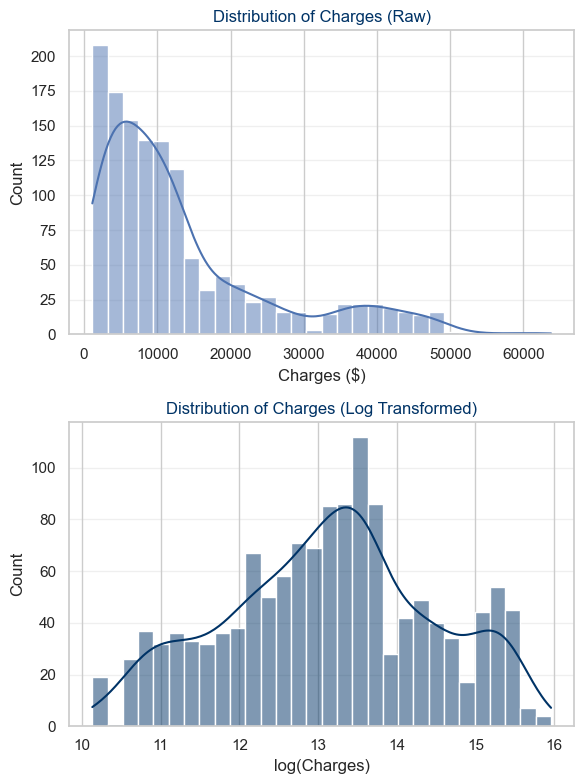 Distribution of Charges (Raw)
200
175
150
125
100
75
50
25
0
Count
0 10000 20000 30000 40000 50000 60000
Charges ($)
Distribution of Charges (Log Transformed)
100
80
60
40
20
0
Count
10 11 12 13 14 15 16
log(Charges)